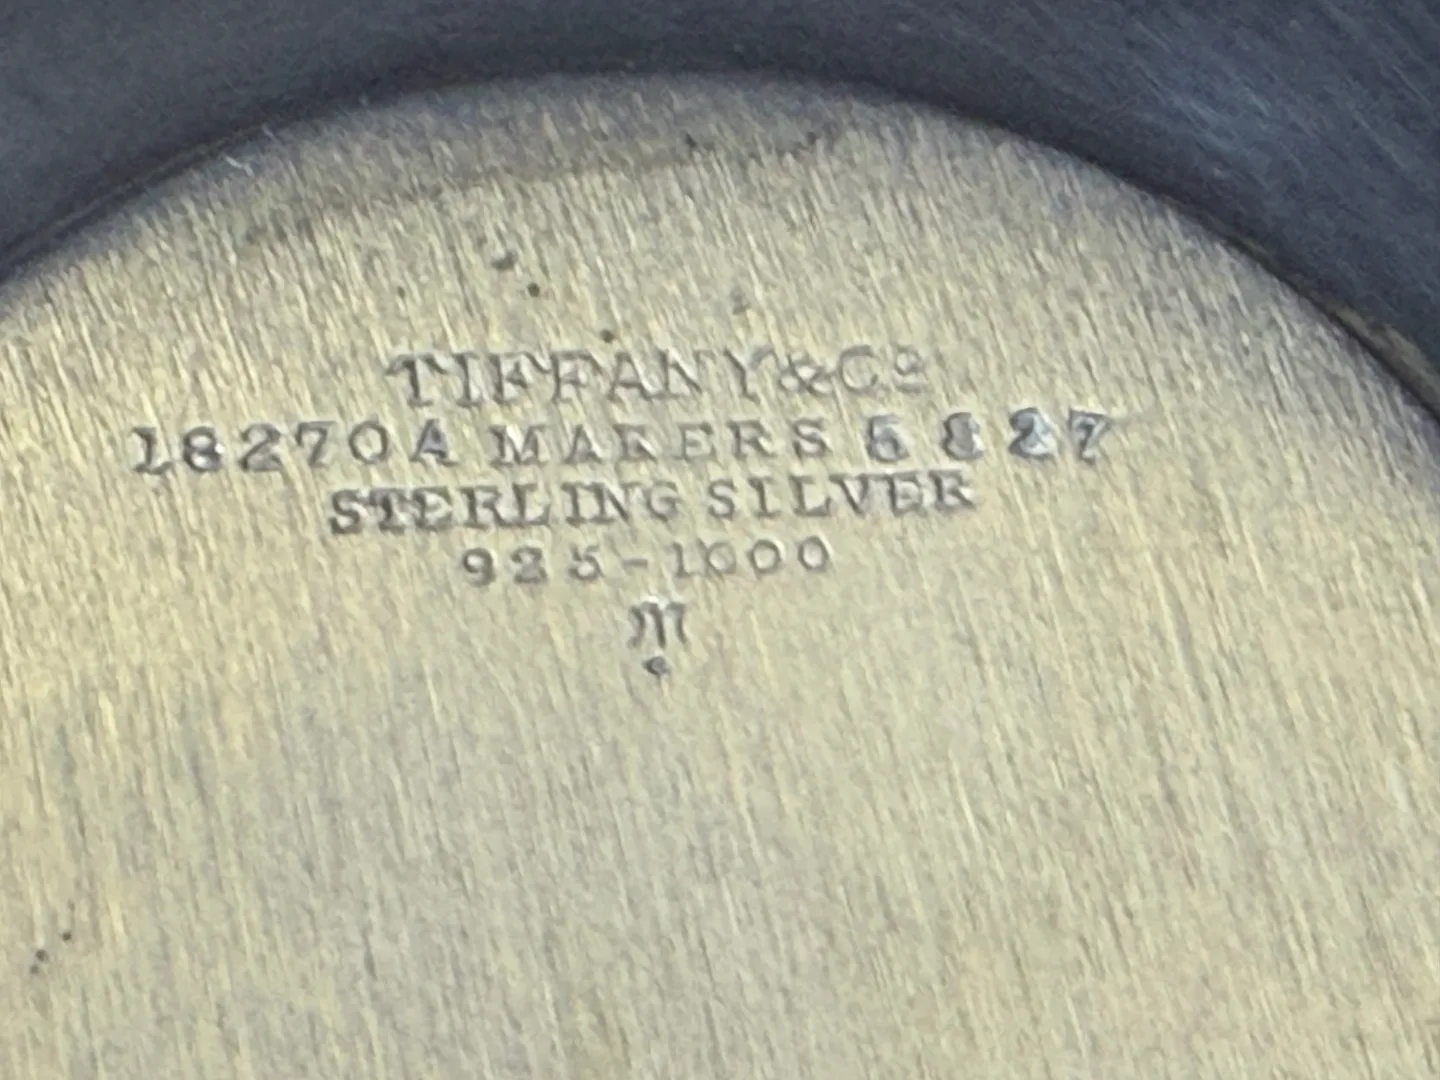 TIFFANY & Co
18270A MAKERS 5827
STERLING SILVER
925-1000
m